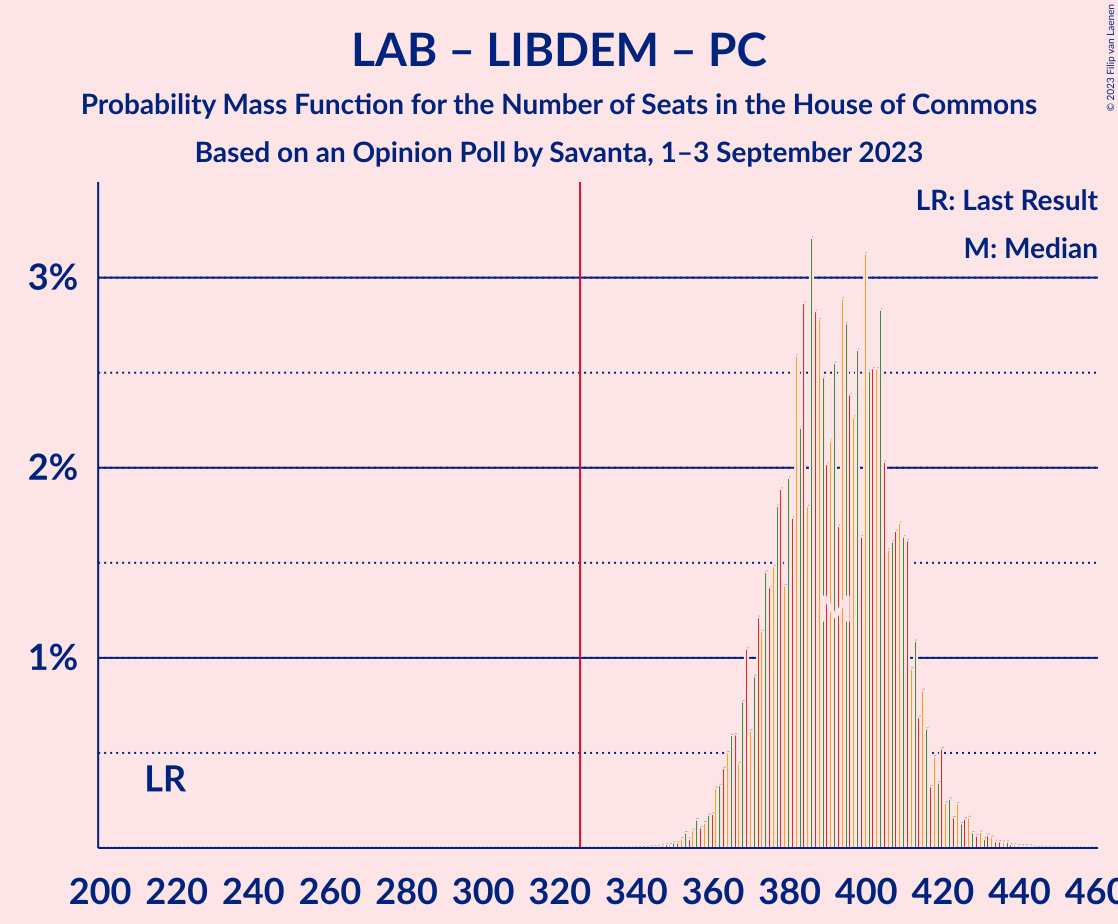 LAB – LIBDEM – PC
Probability Mass Function for the Number of Seats in the House of Commons
Based on an Opinion Poll by Savanta, 1–3 September 2023
© 2023 Filip van Laenen
LR: Last Result
M: Median
3%
2%
1%
LR
200 220 240 260 280 300 320 340 360 380 400 420 440 460